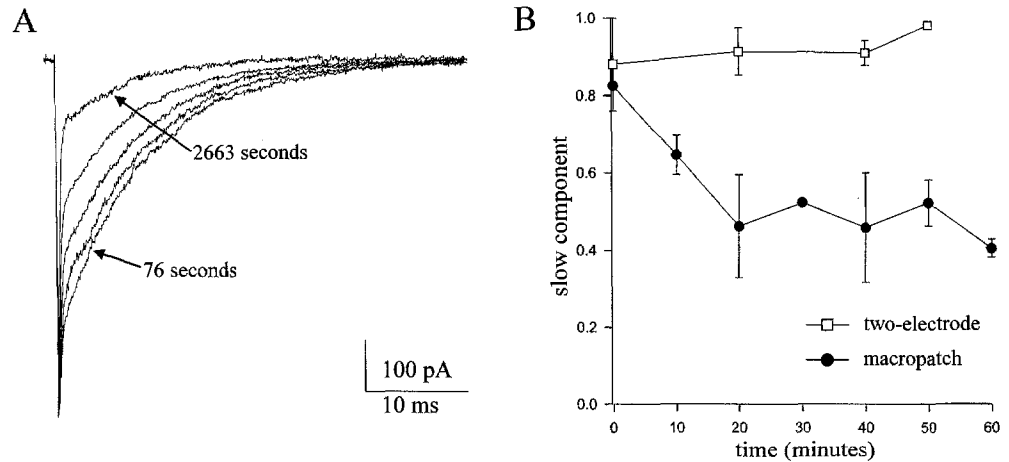 A
2663 seconds
76 seconds
100 pA
10 ms
B
1.0
0.8
0.6
0.4
0.2
0.0
slow component
two-electrode
macropatch
0 10 20 30 40 50 60
time (minutes)